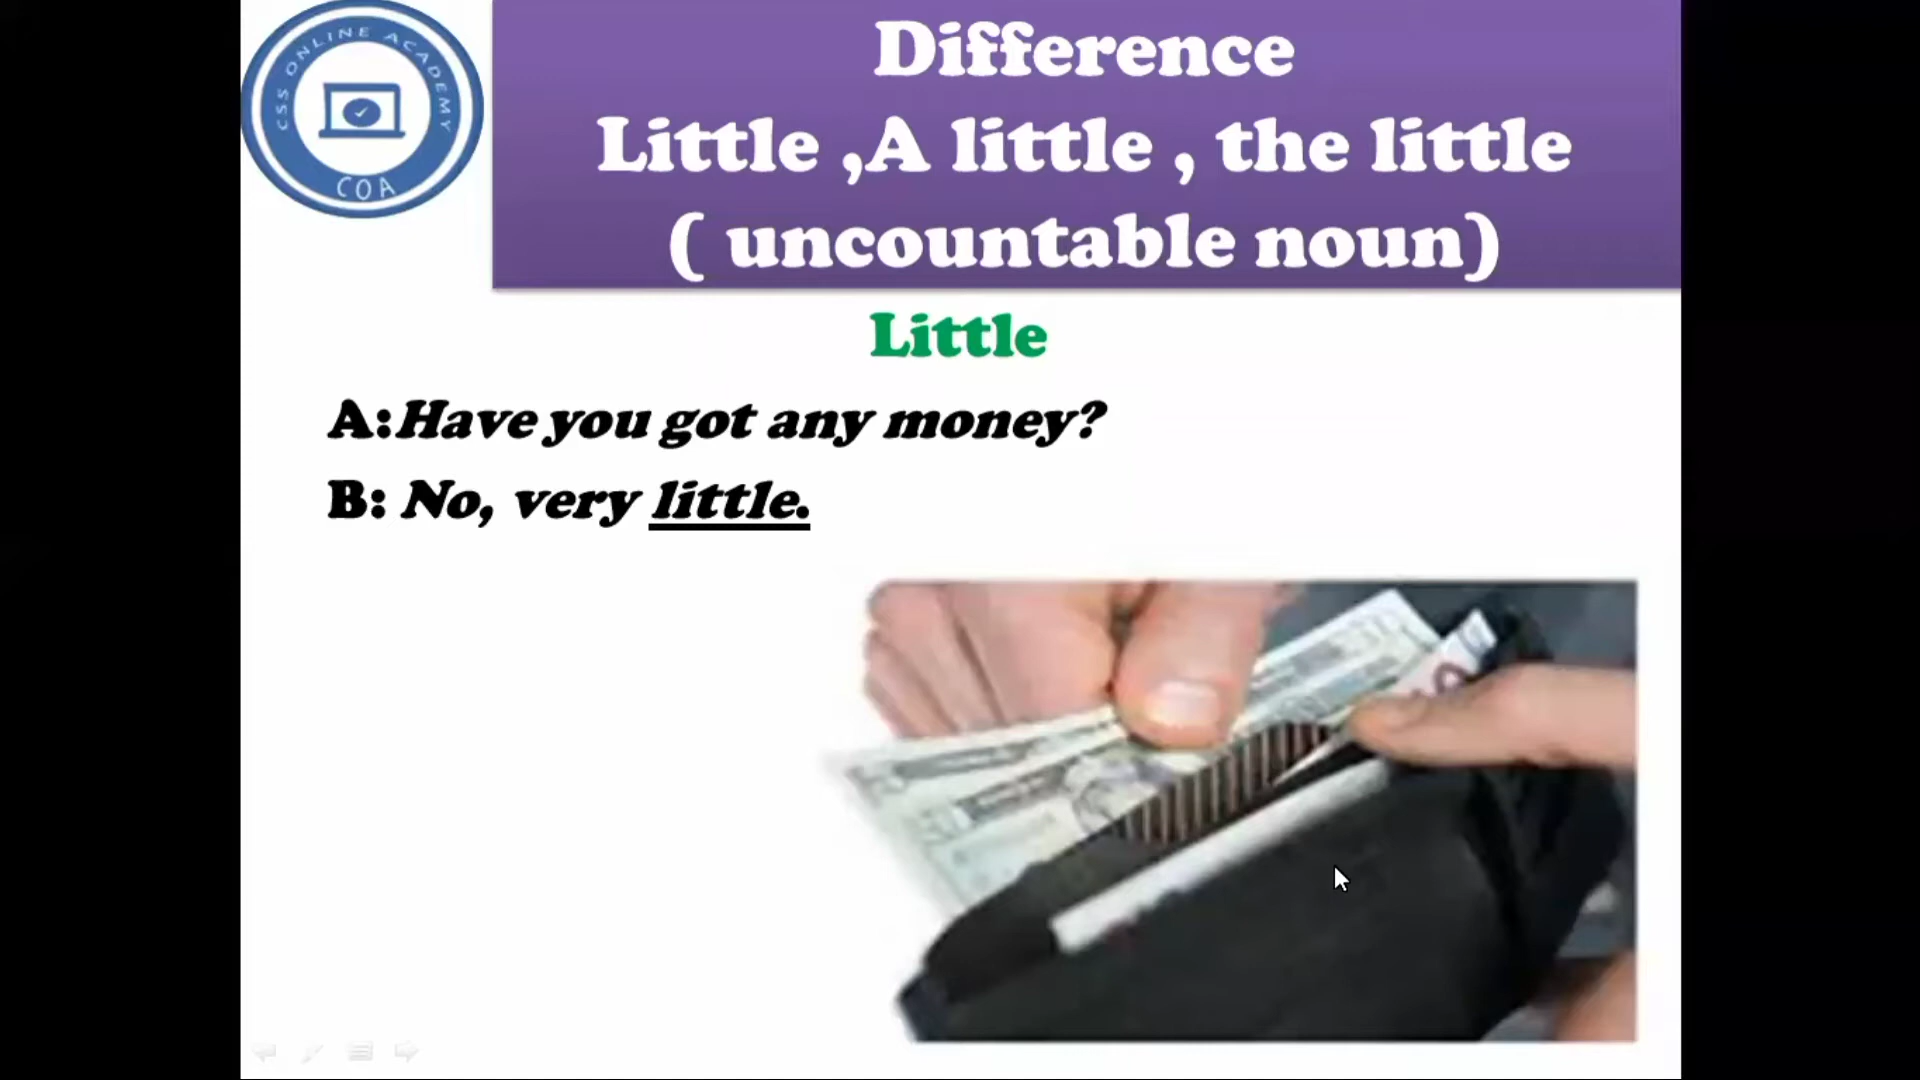 CSS ONLINE ACADEMY
COA
Difference
Little ,A little , the little
( uncountable noun)
Little
A:Have you got any money?
B: No, very little.